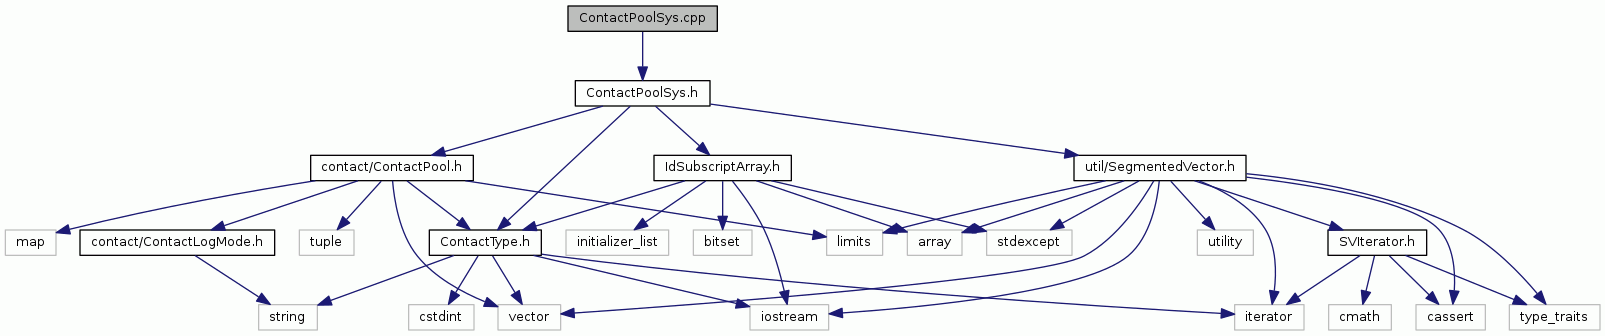 ContactPoolSys.cpp
ContactPoolSys.h
contact/ContactPool.h
IdSubscriptArray.h
util/SegmentedVector.h
map
contact/ContactLogMode.h
tuple
ContactType.h
initializer_list
bitset
limits
array
stdexcept
utility
SVIterator.h
string
cstdint
vector
iostream
iterator
cmath
cassert
type_traits